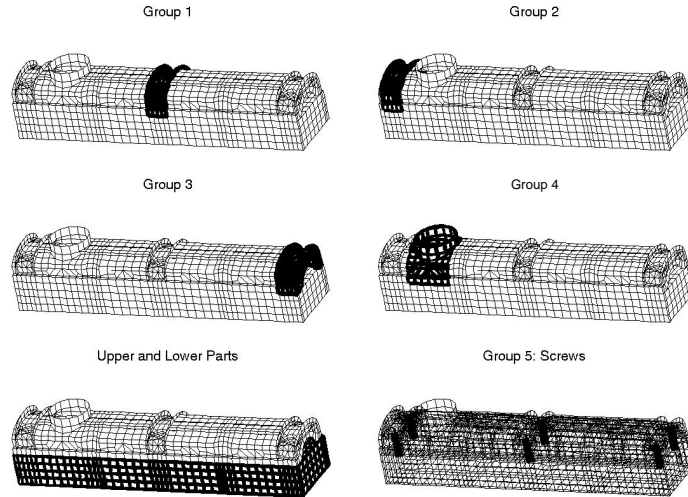 Group 1
Group 2
Group 3
Group 4
Upper and Lower Parts
Group 5: Screws